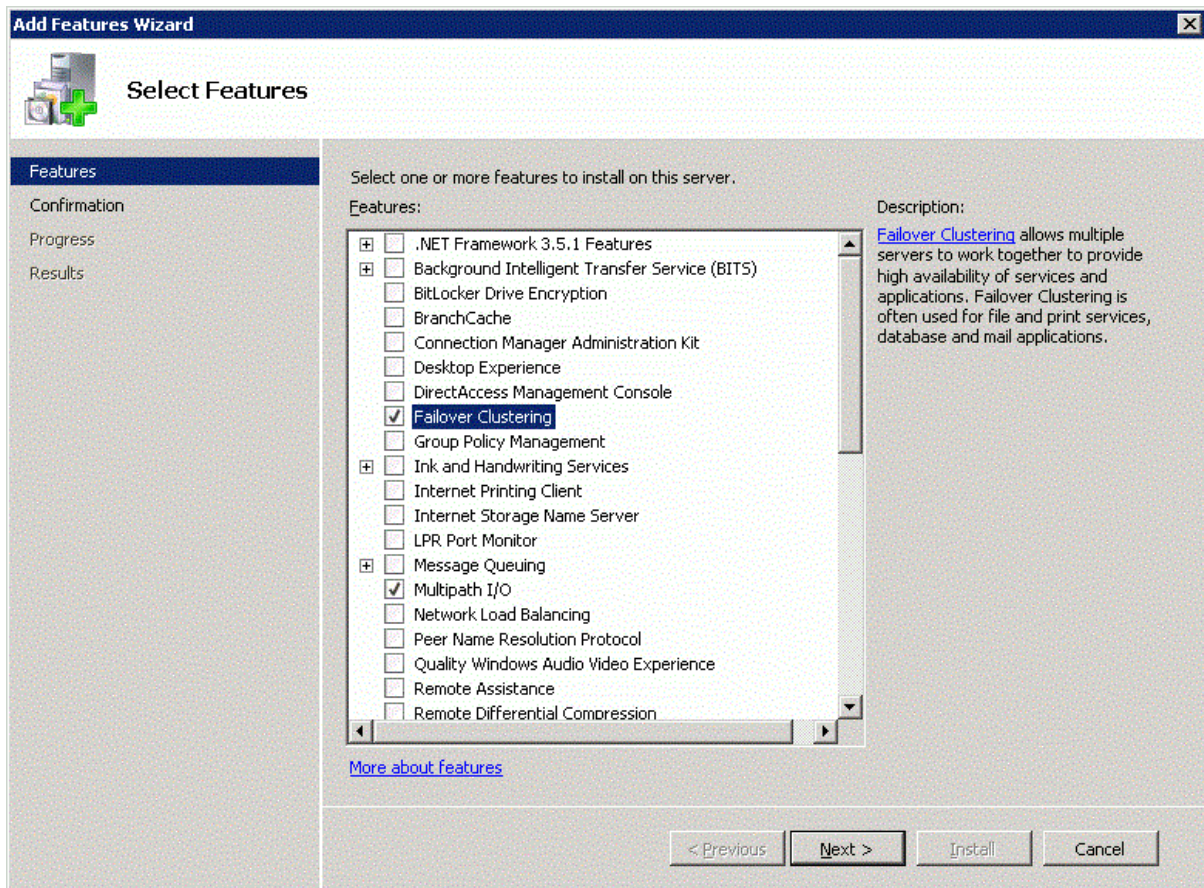 Add Features Wizard
Select Features
Features
Confirmation
Progress
Results
Select one or more features to install on this server.
Features:
.NET Framework 3.5.1 Features
Background Intelligent Transfer Service (BITS)
BitLocker Drive Encryption
BranchCache
Connection Manager Administration Kit
Desktop Experience
DirectAccess Management Console
Failover Clustering
Group Policy Management
Ink and Handwriting Services
Internet Printing Client
Internet Storage Name Server
LPR Port Monitor
Message Queuing
Multipath I/O
Network Load Balancing
Peer Name Resolution Protocol
Quality Windows Audio Video Experience
Remote Assistance
Remote Differential Compression
More about features
Description:
Failover Clustering allows multiple
servers to work together to provide
high availability of services and
applications. Failover Clustering is
often used for file and print services,
database and mail applications.
< Previous
Next >
Install
Cancel